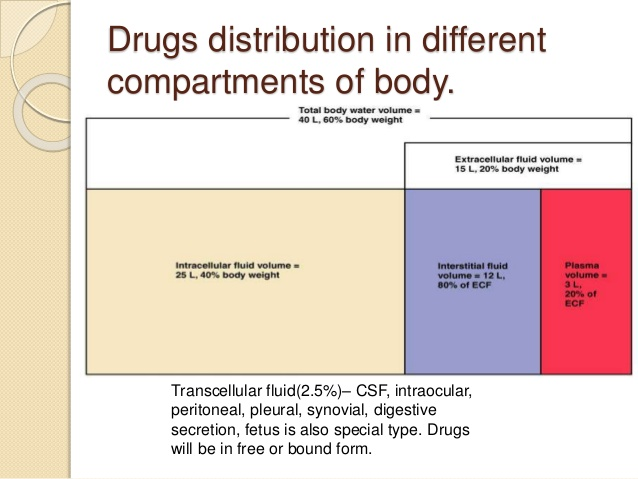 Drugs distribution in different
compartments of body.
Total body water volume =
40 L, 60% body weight
Extracellular fluid volume =
15 L, 20% body weight
Intracellular fluid volume =
25 L, 40% body weight
Interstitial fluid
volume = 12 L,
80% of ECF
Plasma
volume =
3 L,
20% of
ECF
Transcellular fluid(2.5%)– CSF, intraocular,
peritoneal, pleural, synovial, digestive
secretion, fetus is also special type. Drugs
will be in free or bound form.